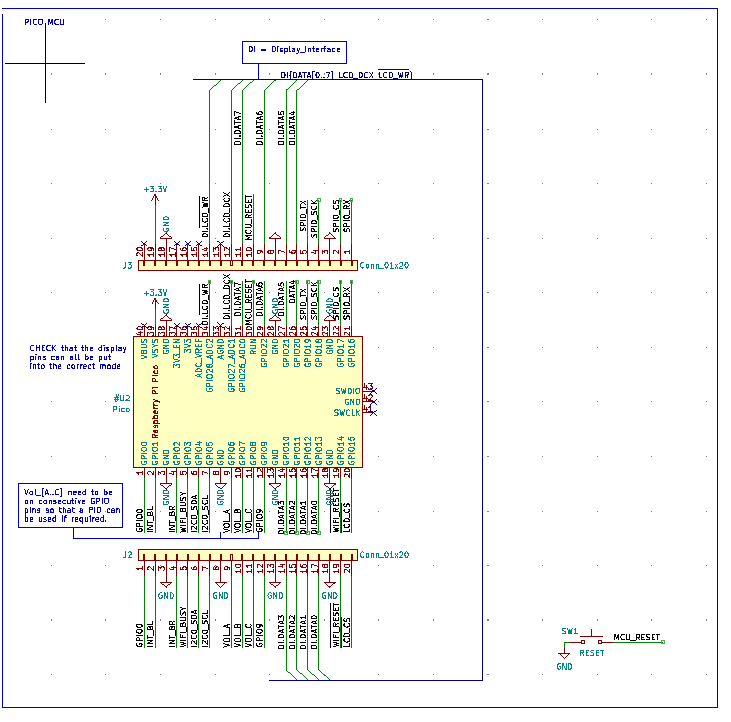 PICO_MCU
DI = Display_Interface
DI{DATA[0..7] LCD_DCX LCD_WR}
DI.LCD_WR
DI.LCD_DCX
DI.DATA7
MCU_RESET
DI.DATA6
DI.DATA5
DI.DATA4
SPI0_TX
SPI0_SCK
SPI0_CS
SPI0_RX
+3.3V
GND
20 19 18 17 16 15 14 13 12 11 10 9 8 7 6 5 4 3 2 1
J3
Conn_01x20
+3.3V
GND
DI.LCD_WR
DI.LCD_DCX
DI.DATA7
MCU_RESET
DI.DATA6
GND
DI.DATA5
DATA4
SPI0_TX
SPI0_SCK
GND
SPI0_CS
SPI0_RX
40 39 38 37 36 35 34 33 32 31 30 29 28 27 26 25 24 23 22 21
VBUS
VSYS
GND
3V3_EN
3V3
ADC_VREF
GPIO28_ADC2
AGND
GPIO27_ADC1
GPIO26_ADC0
RUN
GPIO22
GND
GPIO21
GPIO20
GPIO19
GPIO18
GND
GPIO17
GPIO16
CHECK that the display
pins can all be put
into the correct mode
Raspberry Pi Pico
#U2
Pico
SWDIO 43
GND 42
SWCLK 41
GPIO0
GPIO1
GND
GPIO2
GPIO3
GPIO4
GPIO5
GND
GPIO6
GPIO7
GPIO8
GPIO9
GND
GPIO10
GPIO11
GPIO12
GPIO13
GND
GPIO14
GPIO15
1 2 3 4 5 6 7 8 9 10 11 12 13 14 15 16 17 18 19 20
Vol_[A..C] need to be
on consecutive GPIO
pins so that a PIO can
be used if required.
GPIO0
INT_BL
GND
INT_BR
WIFI_BUSY
I2C0_SDA
I2C0_SCL
GND
VOL_A
VOL_B
VOL_C
GPIO9
GND
DI.DATA3
DI.DATA2
DI.DATA1
DI.DATA0
GND
WIFI_RESET
LCD_CS
J2
Conn_01x20
1 2 3 4 5 6 7 8 9 10 11 12 13 14 15 16 17 18 19 20
GND
GND
GND
GND
GPIO0
INT_BL
INT_BR
WIFI_BUSY
I2C0_SDA
I2C0_SCL
VOL_A
VOL_B
VOL_C
GPIO9
DI.DATA3
DI.DATA2
DI.DATA1
DI.DATA0
WIFI_RESET
LCD_CS
SW1
MCU_RESET
RESET
GND